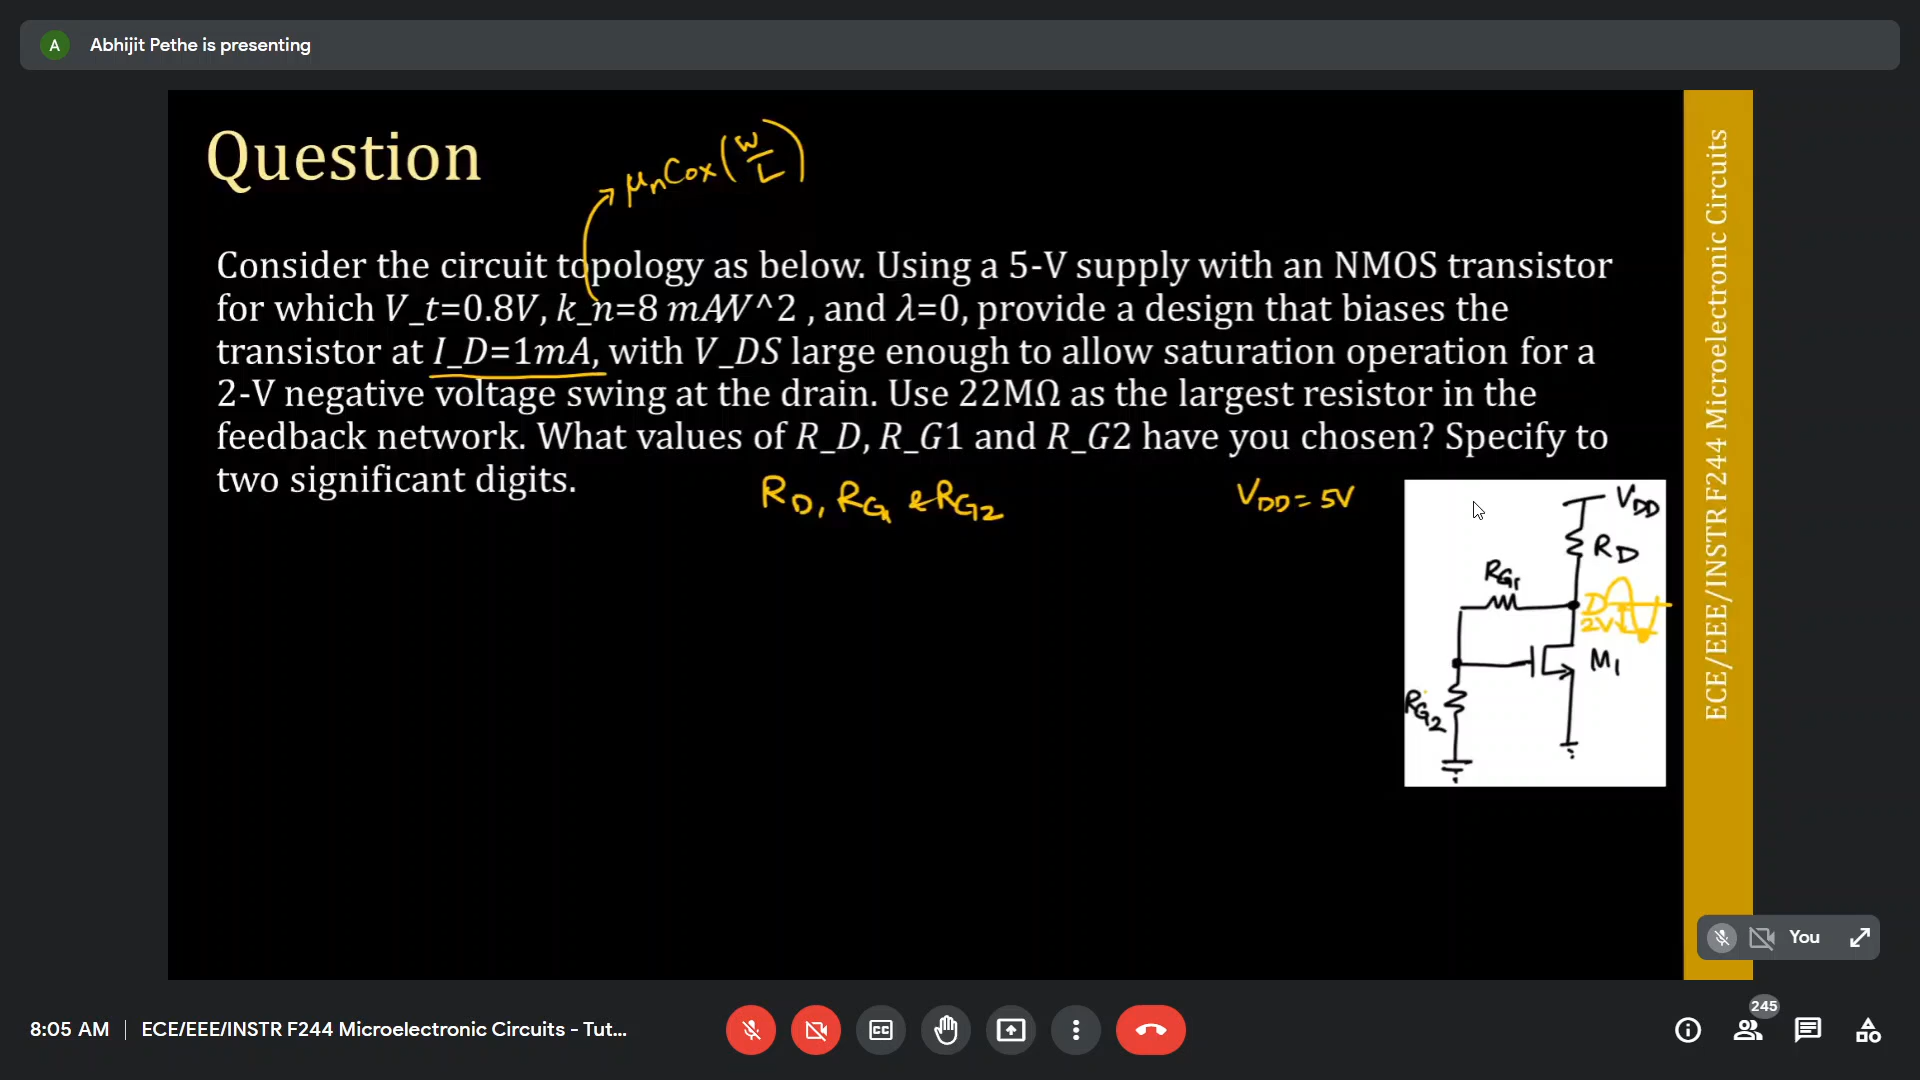 A Abhijit Pethe is presenting
Question
μnCox(W/L)
Consider the circuit topology as below. Using a 5-V supply with an NMOS transistor
for which V_t=0.8V, k_n=8 mA/V^2 , and λ=0, provide a design that biases the
transistor at I_D=1mA, with V_DS large enough to allow saturation operation for a
2-V negative voltage swing at the drain. Use 22MΩ as the largest resistor in the
feedback network. What values of R_D, R_G1 and R_G2 have you chosen? Specify to
two significant digits.
RD, RG1 & RG2
VDD = 5V
VDD
RD
RG1
D
2V
M1
RG2
ECE/EEE/INSTR F244 Microelectronic Circuits
You
8:05 AM | ECE/EEE/INSTR F244 Microelectronic Circuits - Tut...
CC
245